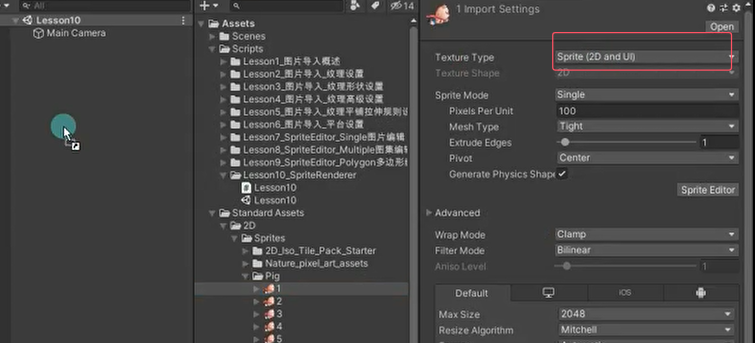 All
Lesson10
Main Camera
14
Assets
Scenes
Scripts
Lesson1_图片导入概述
Lesson2_图片导入_纹理设置
Lesson3_图片导入_纹理形状设置
Lesson4_图片导入_纹理高级设置
Lesson5_图片导入_纹理平铺拉伸规则设
Lesson6_图片导入_平台设置
Lesson7_SpriteEditor_Single图片编辑
Lesson8_SpriteEditor_Multiple图集编辑
Lesson9_SpriteEditor_Polygon多边形
Lesson10_SpriteRenderer
Lesson10
Lesson10
Standard Assets
2D
Sprites
2D_Iso_Tile_Pack_Starter
Nature_pixel_art_assets
Pig
1
2
3
4
5
1 Import Settings
Open
Texture Type Sprite (2D and UI)
Texture Shape 2D
Sprite Mode Single
Pixels Per Unit 100
Mesh Type Tight
Extrude Edges 1
Pivot Center
Generate Physics Shape
Sprite Editor
Advanced
Wrap Mode Clamp
Filter Mode Bilinear
Aniso Level 1
Default iOS
Max Size 2048
Resize Algorithm Mitchell